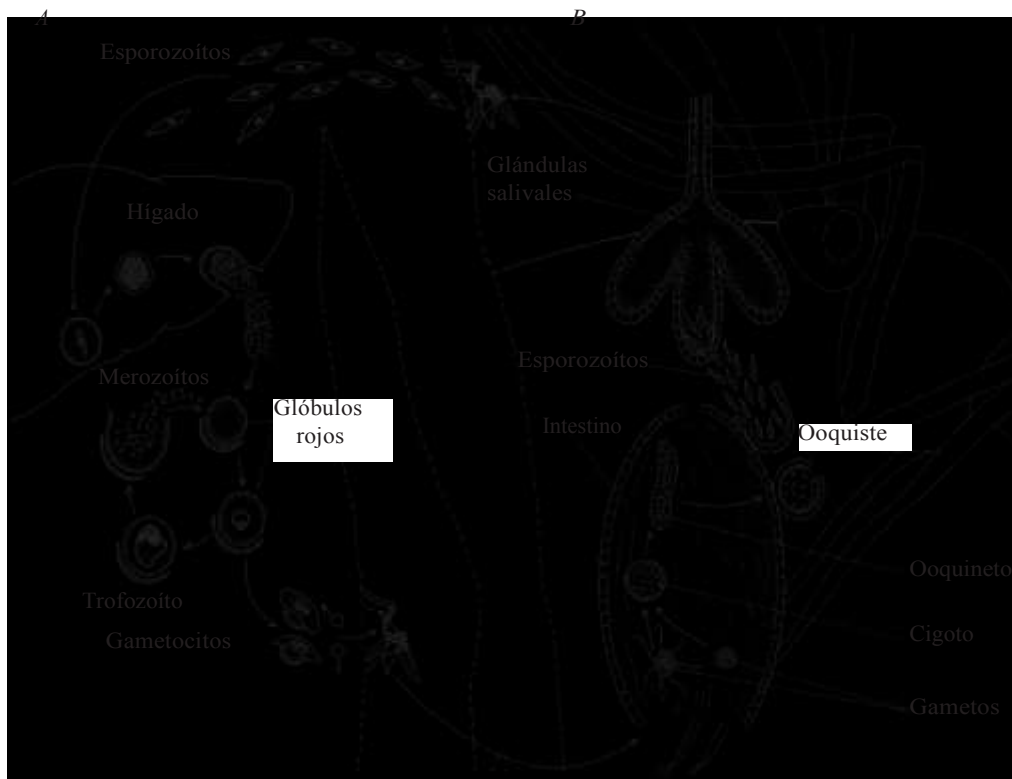 A
B
Esporozoítos
Glándulas
salivales
Hígado
Esporozoítos
Merozoítos
Glóbulos
rojos
Intestino
Ooquiste
Ooquineto
Trofozoíto
Cigoto
Gametocitos
Gametos